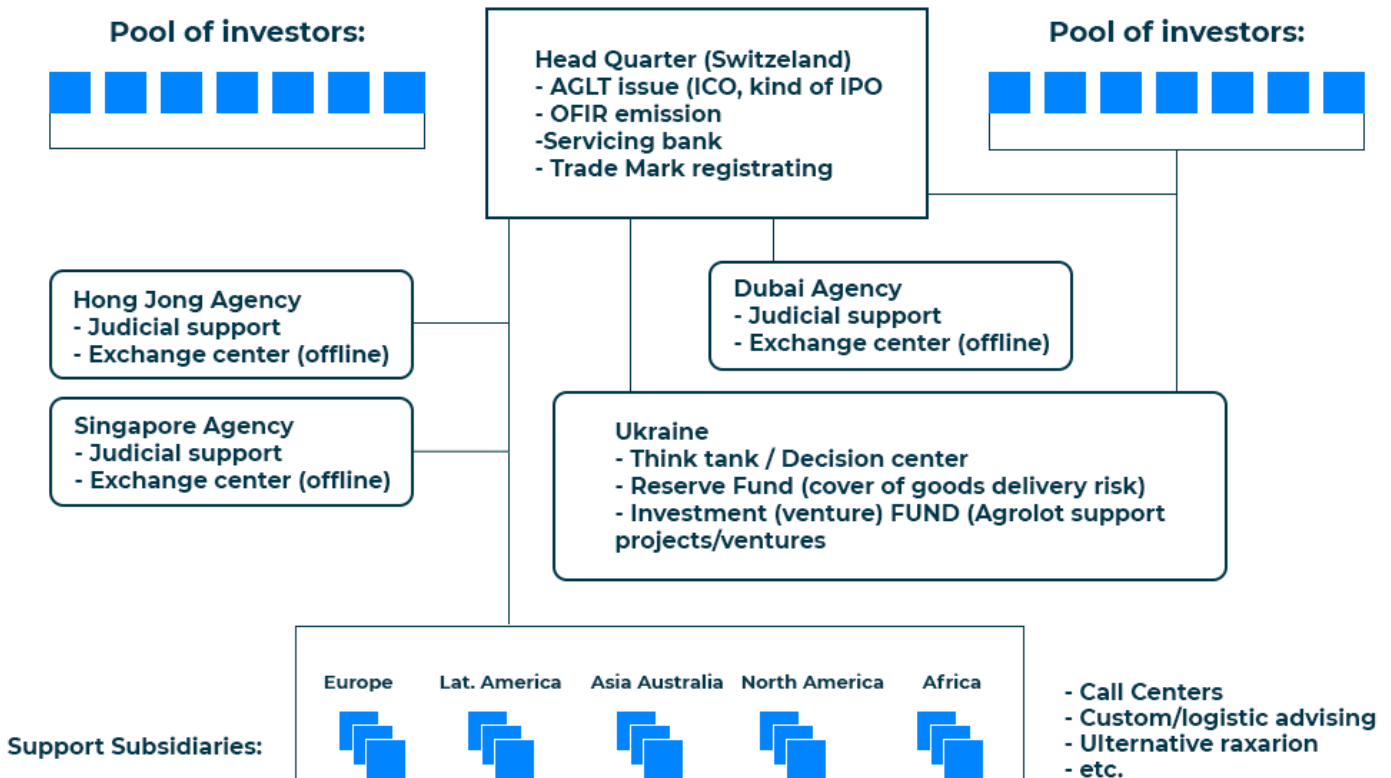 Pool of investors:
Head Quarter (Switzeland)
- AGLT issue (ICO, kind of IPO
- OFIR emission
-Servicing bank
- Trade Mark registrating
Pool of investors:
Hong Jong Agency
- Judicial support
- Exchange center (offline)
Dubai Agency
- Judicial support
- Exchange center (offline)
Singapore Agency
- Judicial support
- Exchange center (offline)
Ukraine
- Think tank / Decision center
- Reserve Fund (cover of goods delivery risk)
- Investment (venture) FUND (Agrolot support
projects/ventures
Support Subsidiaries:
Europe
Lat. America
Asia Australia
North America
Africa
- Call Centers
- Custom/logistic advising
- Ulternative raxarion
- etc.